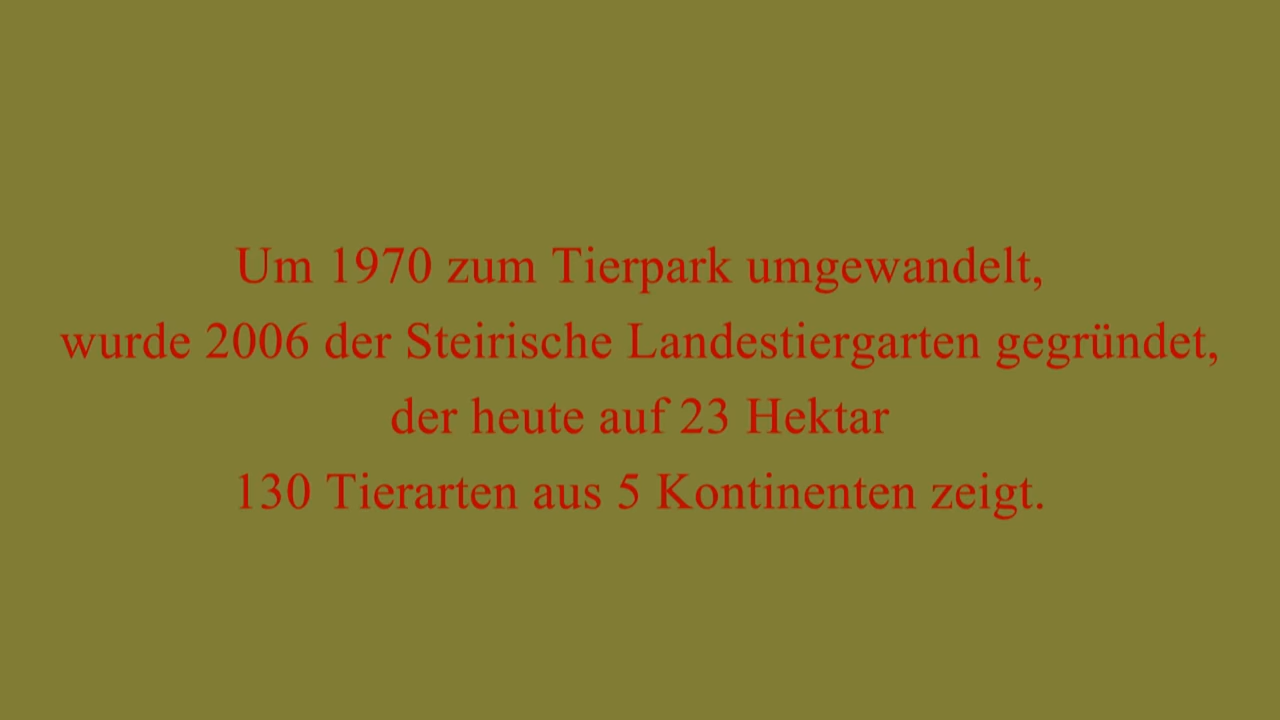 Um 1970 zum Tierpark umgewandelt,
wurde 2006 der Steirische Landestiergarten gegründet,
der heute auf 23 Hektar
130 Tierarten aus 5 Kontinenten zeigt.